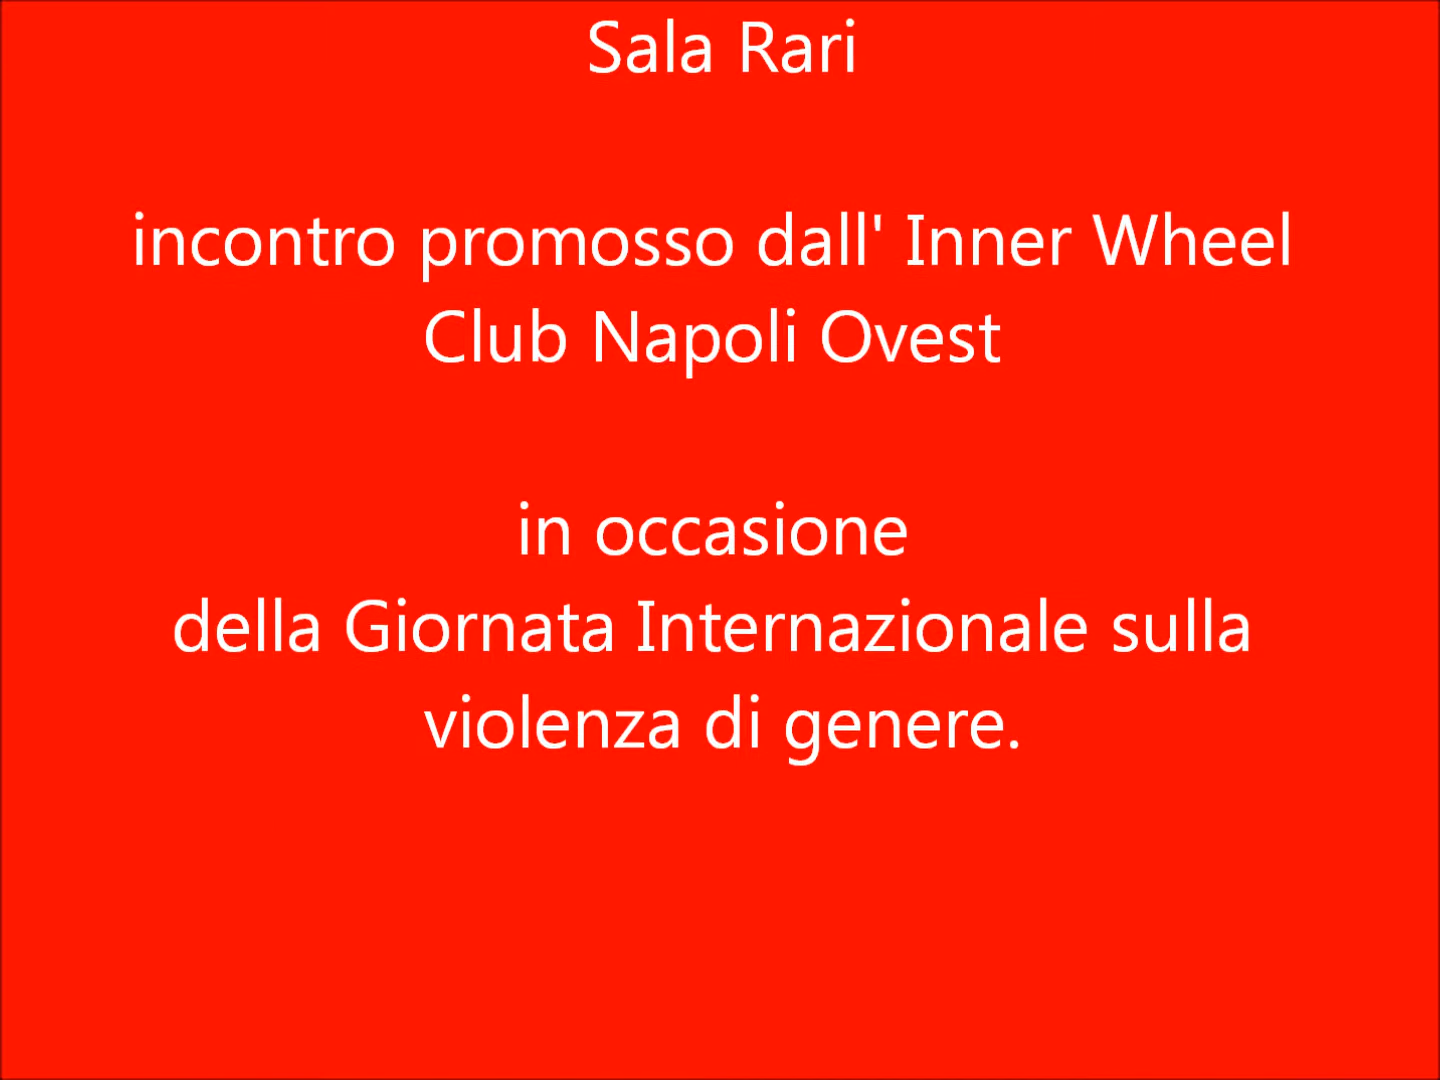 Sala Rari
incontro promosso dall' Inner Wheel
Club Napoli Ovest
in occasione
della Giornata Internazionale sulla
violenza di genere.